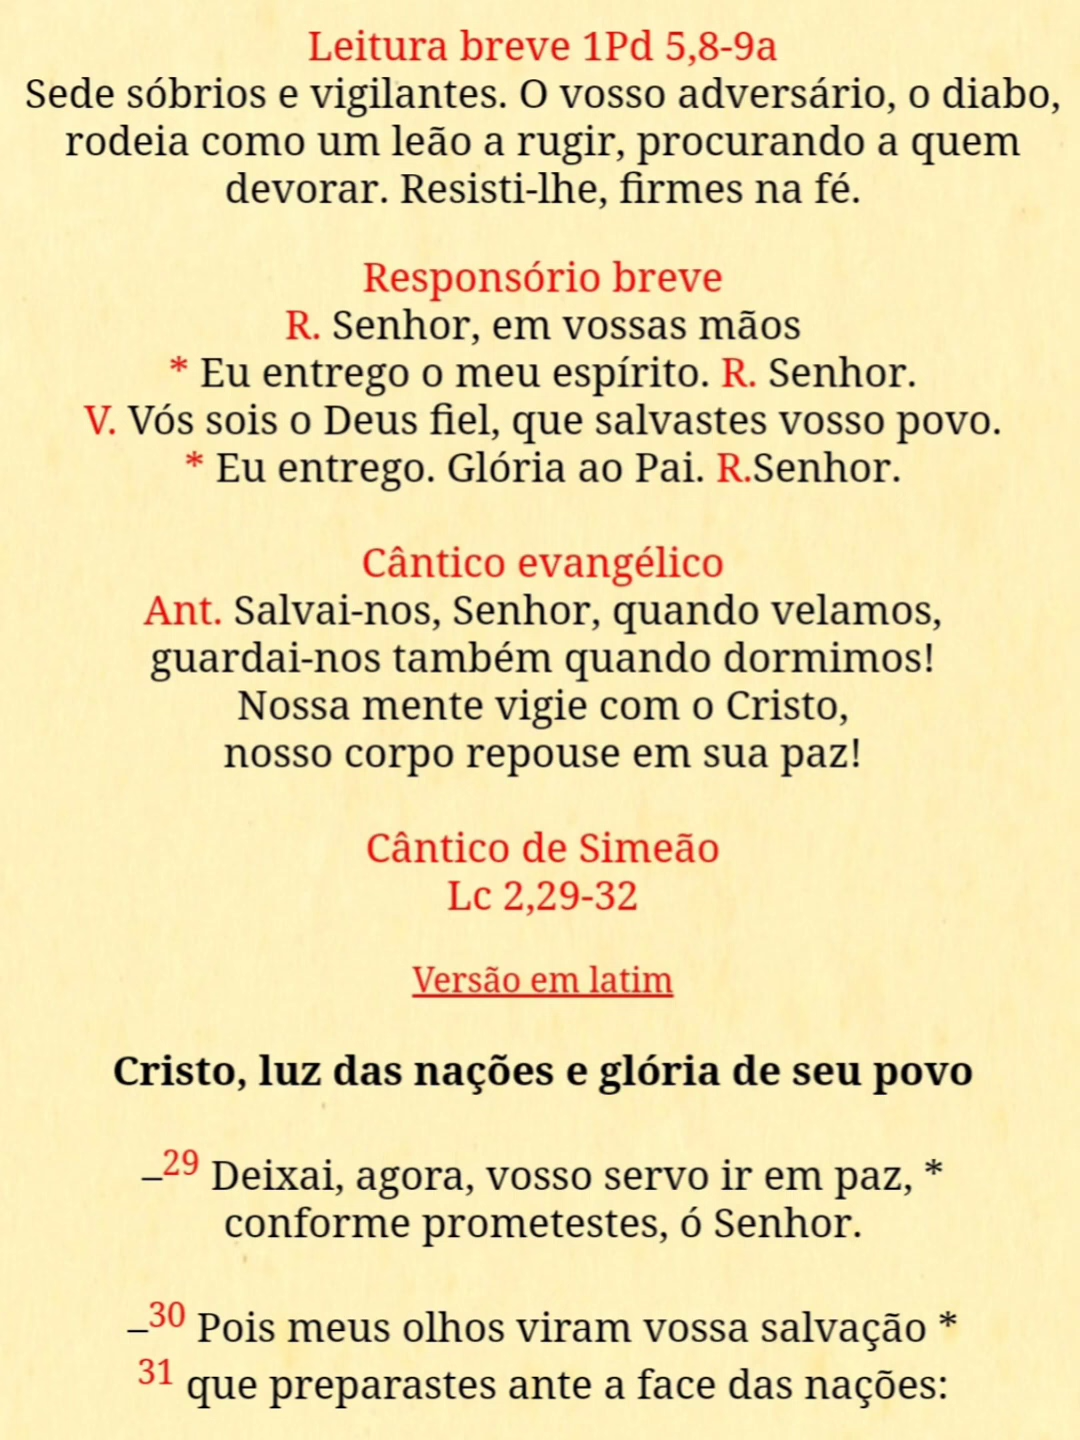 Leitura breve 1Pd 5,8-9a
Sede sóbrios e vigilantes. O vosso adversário, o diabo,
rodeia como um leão a rugir, procurando a quem
devorar. Resisti-lhe, firmes na fé.
Responsório breve
R. Senhor, em vossas mãos
* Eu entrego o meu espírito. R. Senhor.
V. Vós sois o Deus fiel, que salvastes vosso povo.
* Eu entrego. Glória ao Pai. R.Senhor.
Cântico evangélico
Ant. Salvai-nos, Senhor, quando velamos,
guardai-nos também quando dormimos!
Nossa mente vigie com o Cristo,
nosso corpo repouse em sua paz!
Cântico de Simeão
Lc 2,29-32
Versão em latim
Cristo, luz das nações e glória de seu povo
–29 Deixai, agora, vosso servo ir em paz, *
conforme prometestes, ó Senhor.
–30 Pois meus olhos viram vossa salvação *
31 que preparastes ante a face das nações: